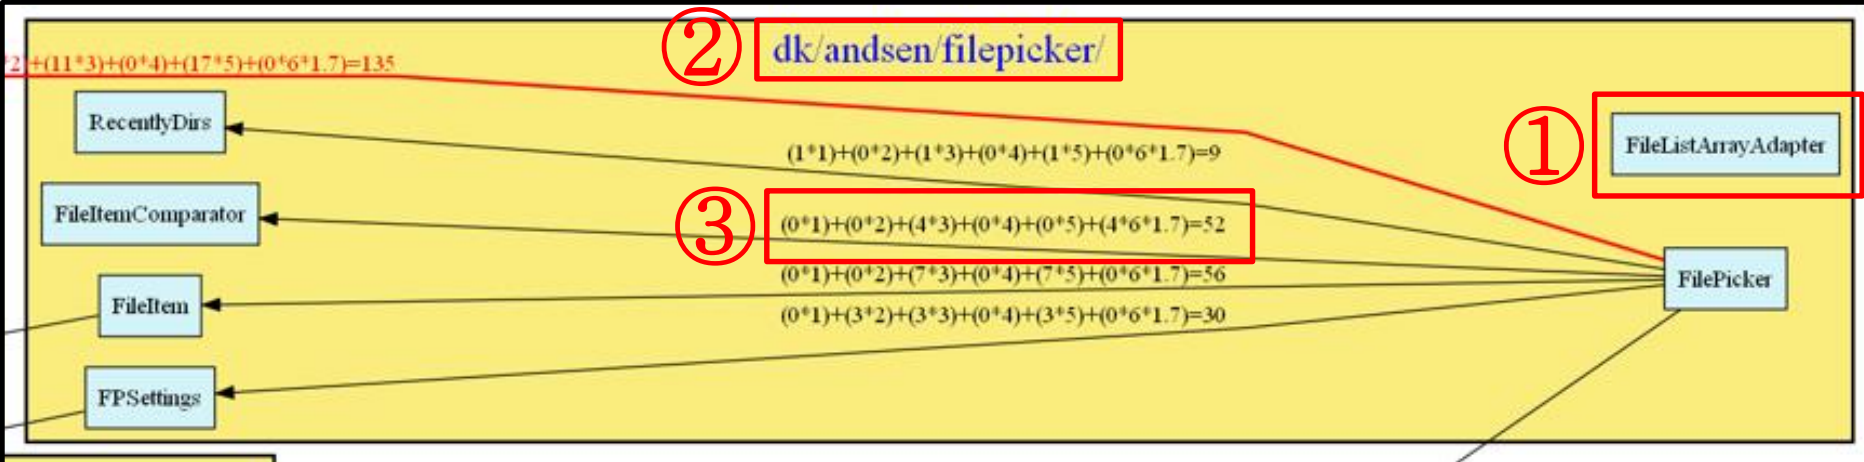 ② dk/andsen/filepicker/
*2)+(11*3)+(0*4)+(17*5)+(0*6*1.7)=135
RecentlyDirs
① FileListArrayAdapter
(1*1)+(0*2)+(1*3)+(0*4)+(1*5)+(0*6*1.7)=9
FileItemComparator
③ (0*1)+(0*2)+(4*3)+(0*4)+(0*5)+(4*6*1.7)=52
(0*1)+(0*2)+(7*3)+(0*4)+(7*5)+(0*6*1.7)=56
FilePicker
FileItem
(0*1)+(3*2)+(3*3)+(0*4)+(3*5)+(0*6*1.7)=30
FPSettings